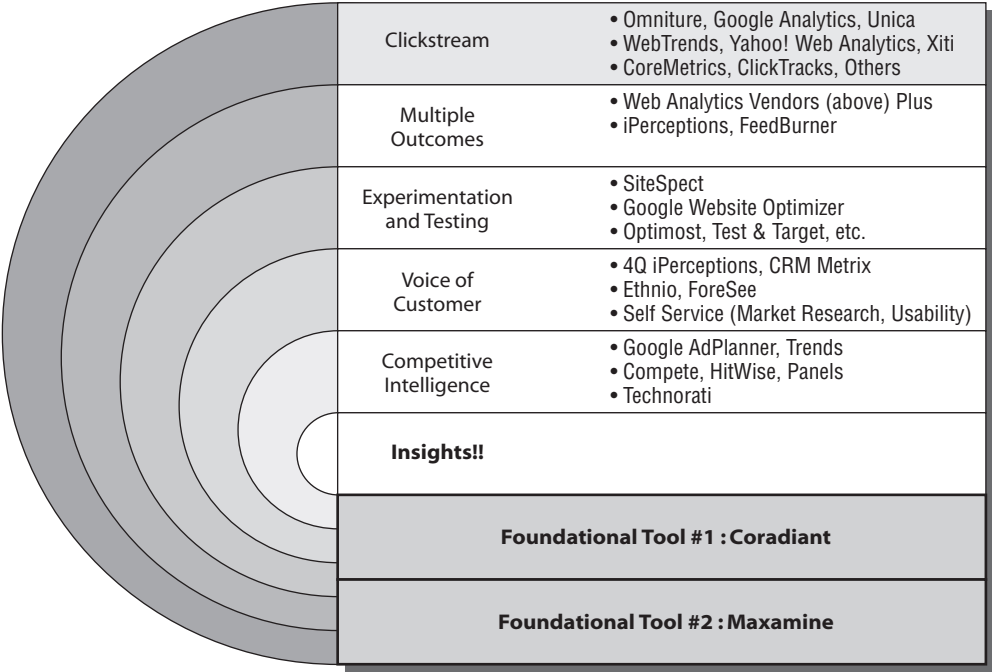 Clickstream
• Omniture, Google Analytics, Unica
• WebTrends, Yahoo! Web Analytics, Xiti
• CoreMetrics, ClickTracks, Others
Multiple
Outcomes
• Web Analytics Vendors (above) Plus
• iPerceptions, FeedBurner
Experimentation
and Testing
• SiteSpect
• Google Website Optimizer
• Optimost, Test & Target, etc.
Voice of
Customer
• 4Q iPerceptions, CRM Metrix
• Ethnio, ForeSee
• Self Service (Market Research, Usability)
Competitive
Intelligence
• Google AdPlanner, Trends
• Compete, HitWise, Panels
• Technorati
Insights!!
Foundational Tool #1 : Coradiant
Foundational Tool #2 : Maxamine